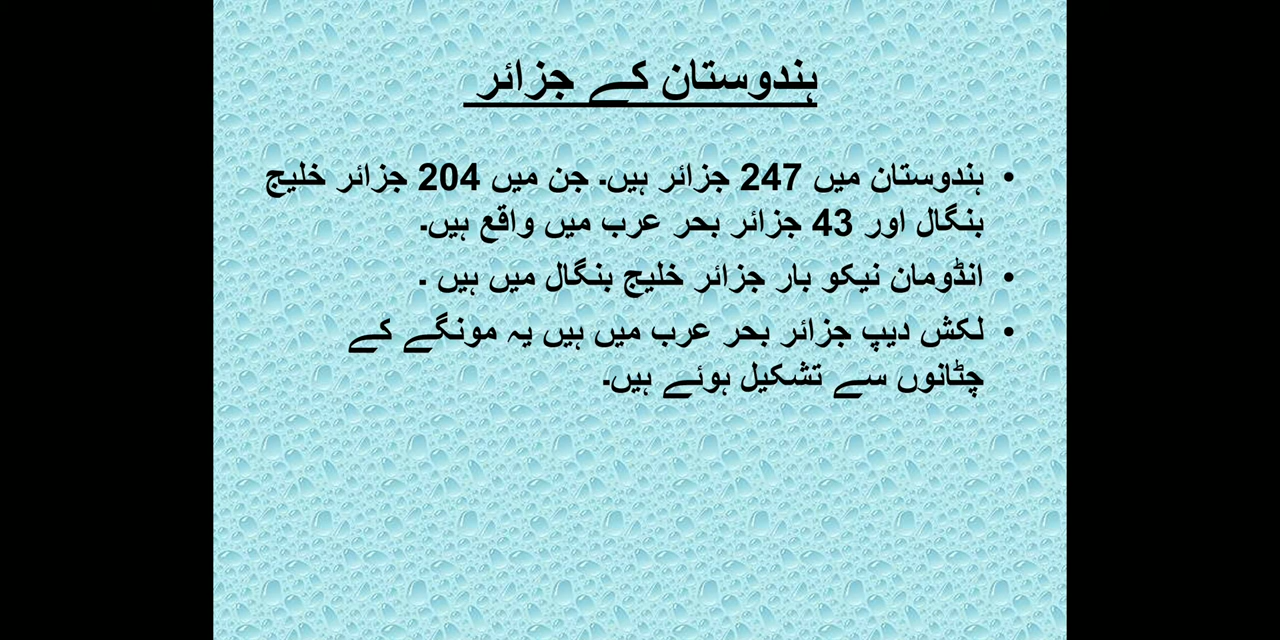 ہندوستان کے جزائر
• ہندوستان میں 247 جزائر ہیں۔ جن میں 204 جزائر خلیج
بنگال اور 43 جزائر بحر عرب میں واقع ہیں۔
• انڈومان نیکو بار جزائر خلیج بنگال میں ہیں ۔
• لکش دیپ جزائر بحر عرب میں ہیں یہ مونگے کے
چٹانوں سے تشکیل ہوئے ہیں۔